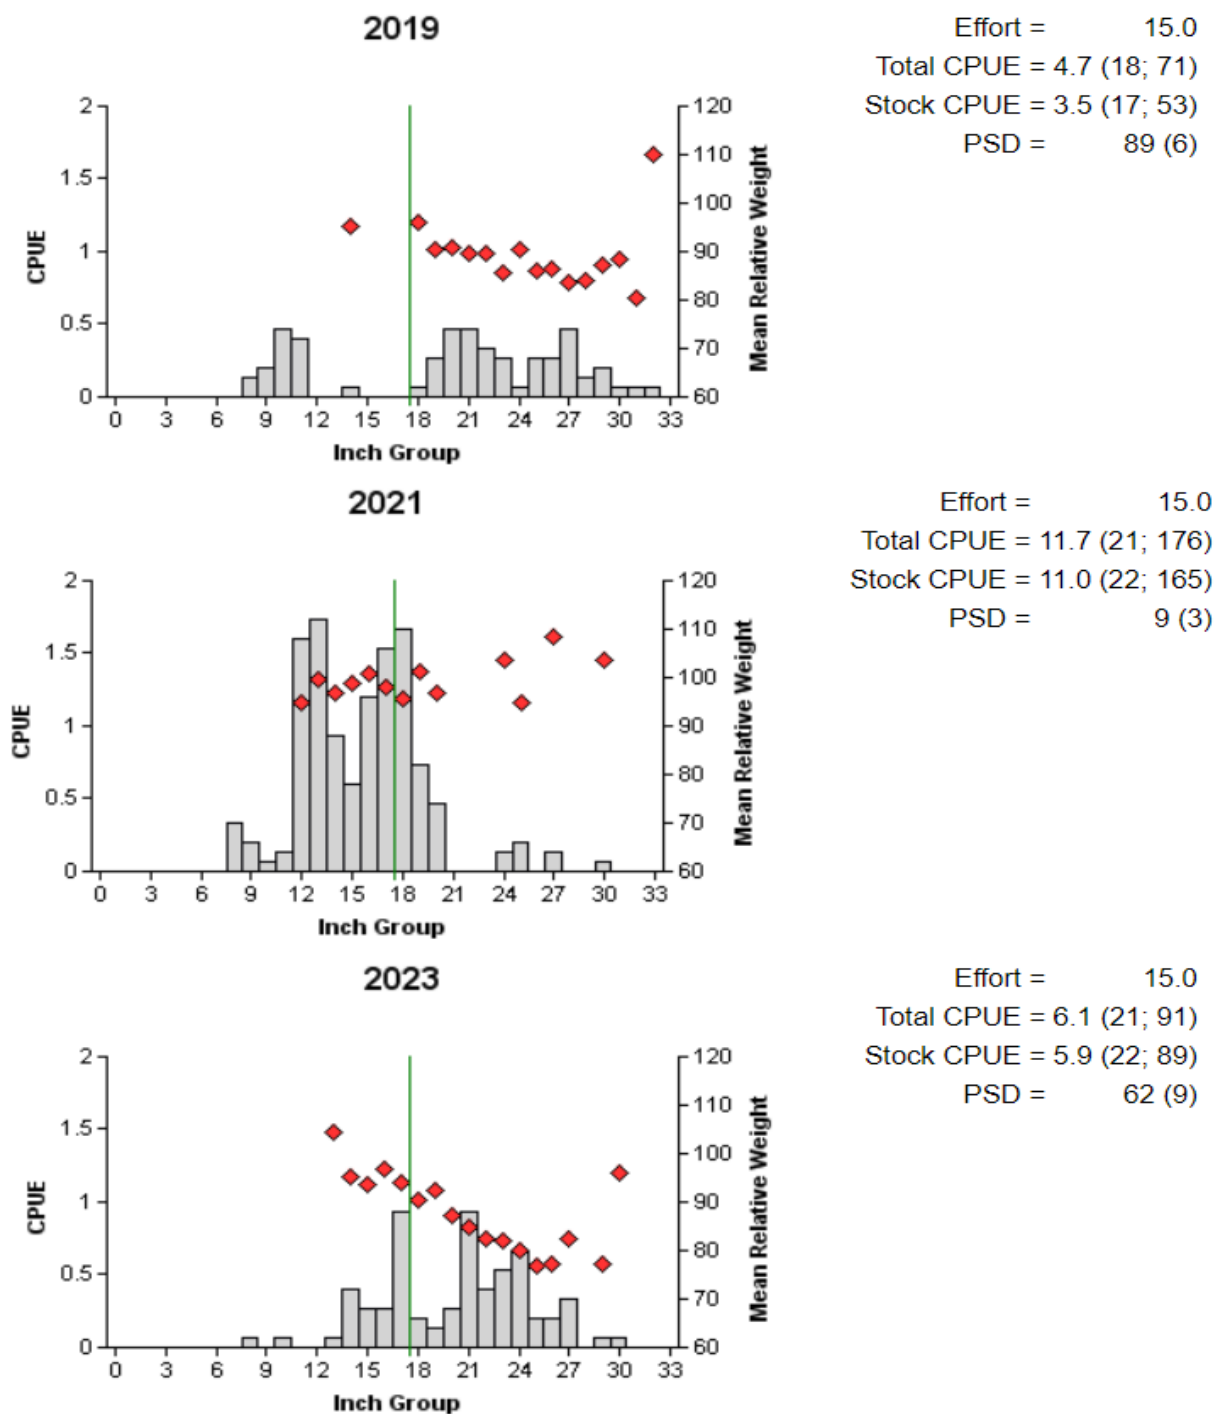 2019
Effort = 15.0
Total CPUE = 4.7 (18; 71)
Stock CPUE = 3.5 (17; 53)
PSD = 89 (6)
2
1.5
1
0.5
0
CPUE
120
110
100
90
80
70
60
Mean Relative Weight
0 3 6 9 12 15 18 21 24 27 30 33
Inch Group
2021
Effort = 15.0
Total CPUE = 11.7 (21; 176)
Stock CPUE = 11.0 (22; 165)
PSD = 9 (3)
2
1.5
1
0.5
0
CPUE
120
110
100
90
80
70
60
Mean Relative Weight
0 3 6 9 12 15 18 21 24 27 30 33
Inch Group
2023
Effort = 15.0
Total CPUE = 6.1 (21; 91)
Stock CPUE = 5.9 (22; 89)
PSD = 62 (9)
2
1.5
1
0.5
0
CPUE
120
110
100
90
80
70
60
Mean Relative Weight
0 3 6 9 12 15 18 21 24 27 30 33
Inch Group